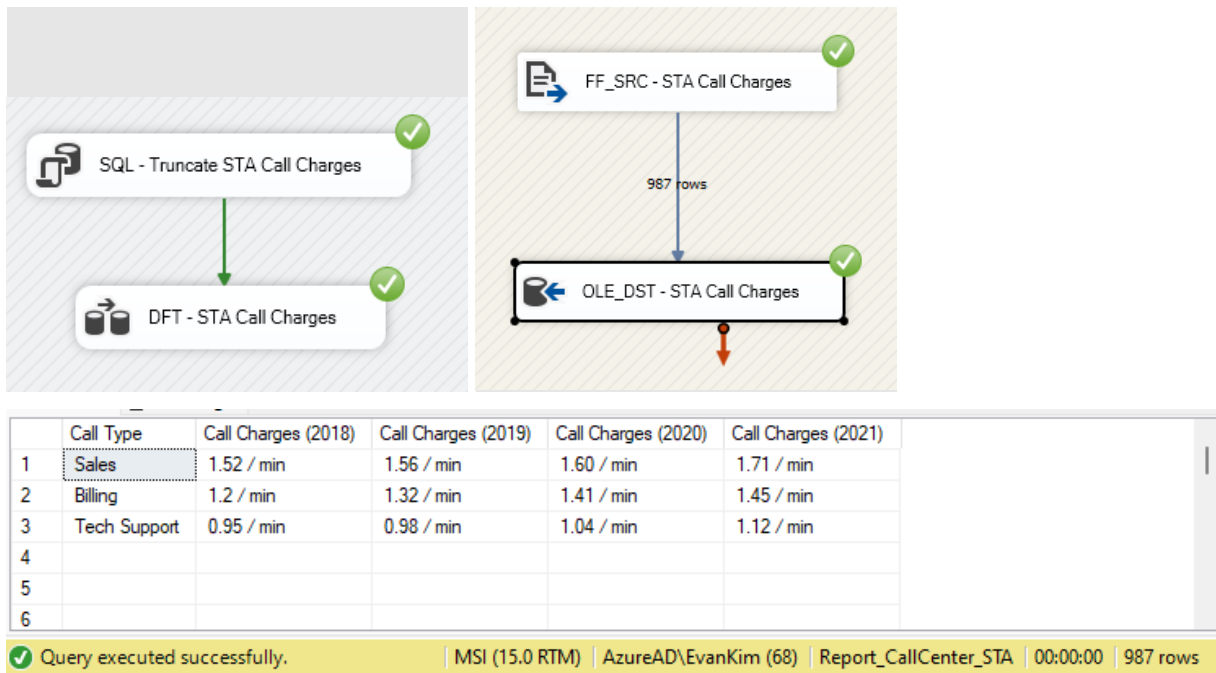 SQL - Truncate STA Call Charges
DFT - STA Call Charges
FF_SRC - STA Call Charges
987 rows
OLE_DST - STA Call Charges
Call Type Call Charges (2018) Call Charges (2019) Call Charges (2020) Call Charges (2021)
1 Sales 1.52 / min 1.56 / min 1.60 / min 1.71 / min
2 Billing 1.2 / min 1.32 / min 1.41 / min 1.45 / min
3 Tech Support 0.95 / min 0.98 / min 1.04 / min 1.12 / min
4
5
6
Query executed successfully. MSI (15.0 RTM) AzureAD\EvanKim (68) Report_CallCenter_STA 00:00:00 987 rows